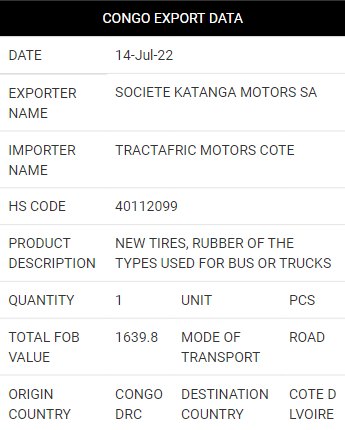 CONGO EXPORT DATA
DATE 14-Jul-22
EXPORTER NAME SOCIETE KATANGA MOTORS SA
IMPORTER NAME TRACTAFRIC MOTORS COTE
HS CODE 40112099
PRODUCT DESCRIPTION NEW TIRES, RUBBER OF THE TYPES USED FOR BUS OR TRUCKS
QUANTITY 1 UNIT PCS
TOTAL FOB VALUE 1639.8 MODE OF TRANSPORT ROAD
ORIGIN COUNTRY CONGO DRC DESTINATION COUNTRY COTE D LVOIRE